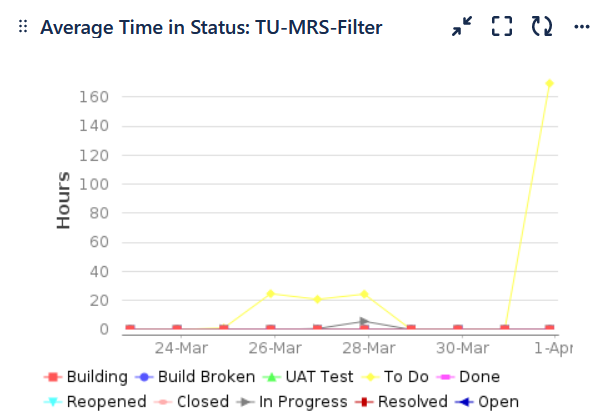 Average Time in Status: TU-MRS-Filter
160
140
120
100
80
60
40
20
0
Hours
24-Mar 26-Mar 28-Mar 30-Mar 1-Apr
Building Build Broken UAT Test To Do Done
Reopened Closed In Progress Resolved Open